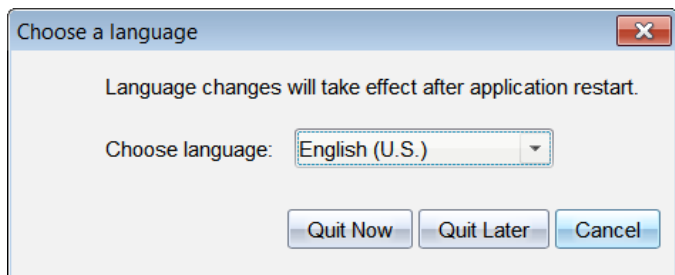 Choose a language
Language changes will take effect after application restart.
Choose language: English (U.S.)
Quit Now Quit Later Cancel